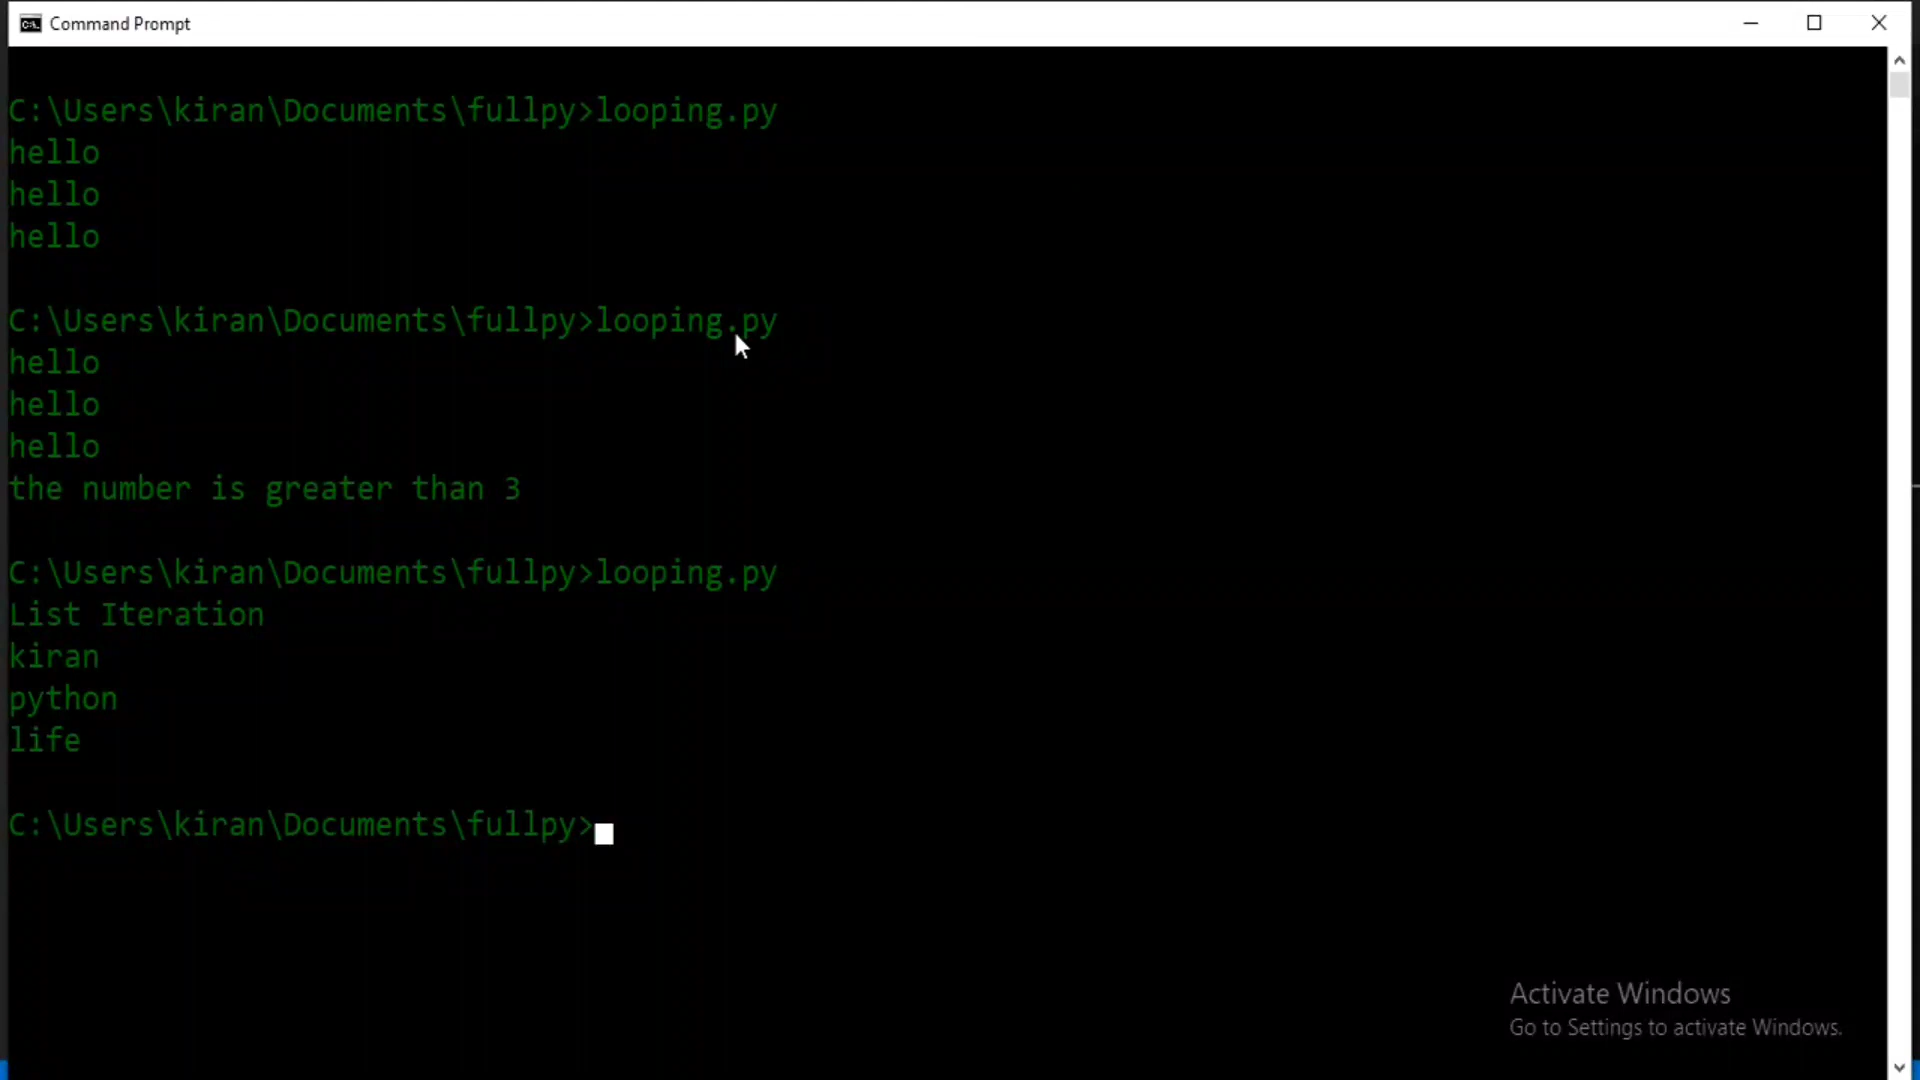 Command Prompt
C:\Users\kiran\Documents\fullpy>looping.py
hello
hello
hello
C:\Users\kiran\Documents\fullpy>looping.py
hello
hello
hello
the number is greater than 3
C:\Users\kiran\Documents\fullpy>looping.py
List Iteration
kiran
python
life
C:\Users\kiran\Documents\fullpy>
Activate Windows
Go to Settings to activate Windows.